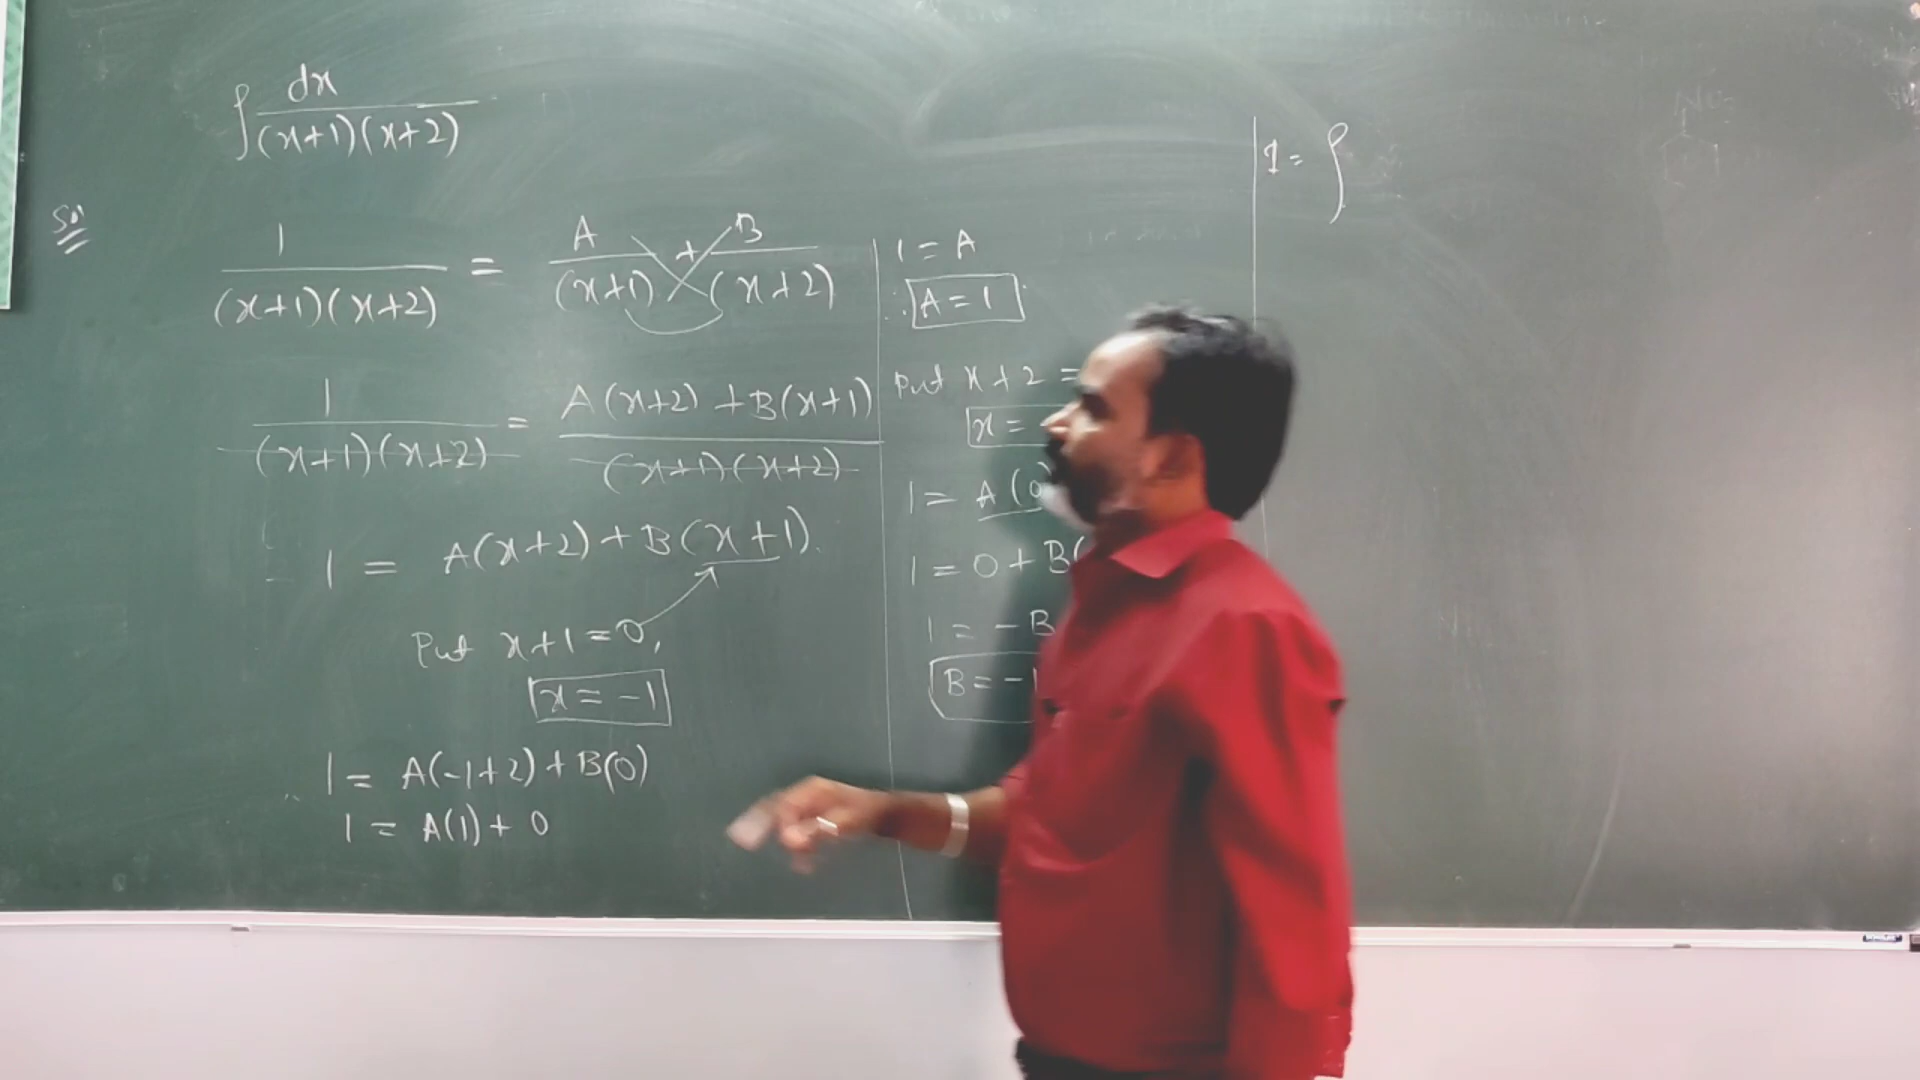 ∫ dx / (x+1)(x+2)
Sol
1 / (x+1)(x+2) = A / (x+1) + B / (x+2)
1 / (x+1)(x+2) = A(x+2) + B(x+1) / (x+1)(x+2)
1 = A(x+2) + B(x+1).
Put x+1 = 0,
x = -1
1 = A(-1+2) + B(0)
1 = A(1) + 0
1 = A
∴ A = 1
Put x+2 =
x =
1 = A(0)
1 = 0 + B(
1 = -B
B = -1
I = ∫